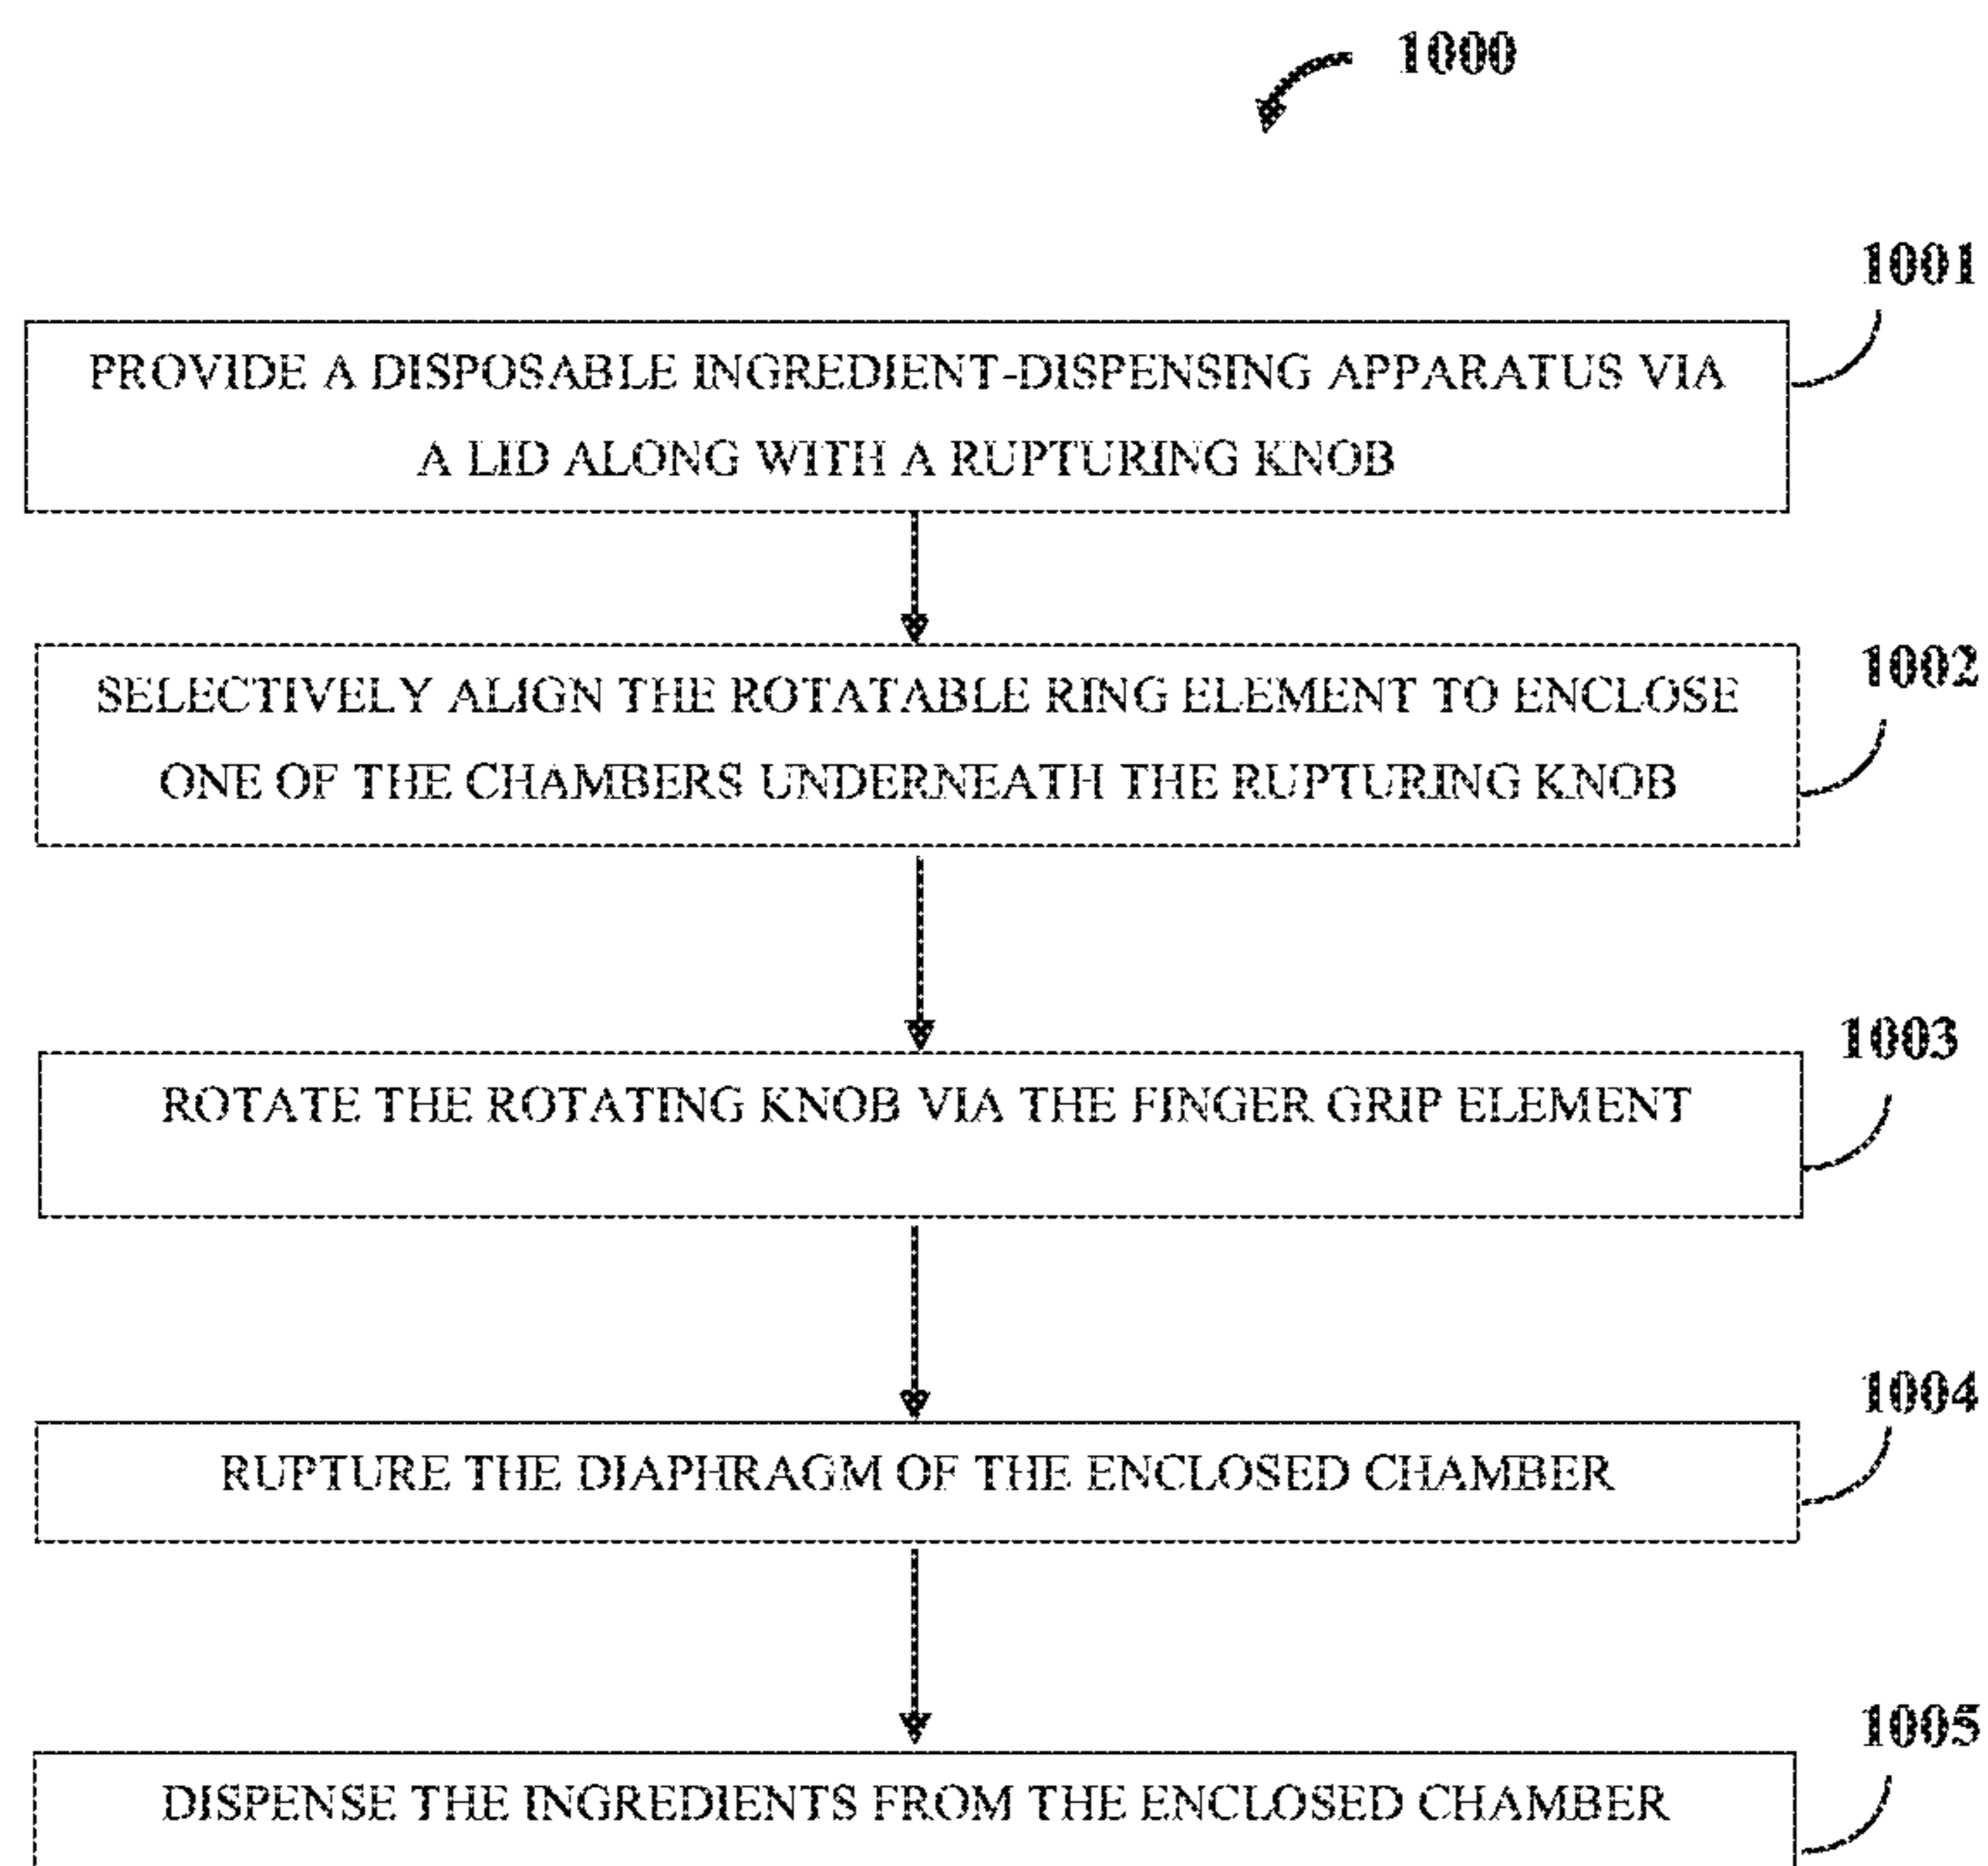 1000
1001
PROVIDE A DISPOSABLE INGREDIENT-DISPENSING APPARATUS VIA
A LID ALONG WITH A RUPTURING KNOB
1002
SELECTIVELY ALIGN THE ROTATABLE RING ELEMENT TO ENCLOSE
ONE OF THE CHAMBERS UNDERNEATH THE RUPTURING KNOB
1003
ROTATE THE ROTATING KNOB VIA THE FINGER GRIP ELEMENT
1004
RUPTURE THE DIAPHRAGM OF THE ENCLOSED CHAMBER
1005
DISPENSE THE INGREDIENTS FROM THE ENCLOSED CHAMBER